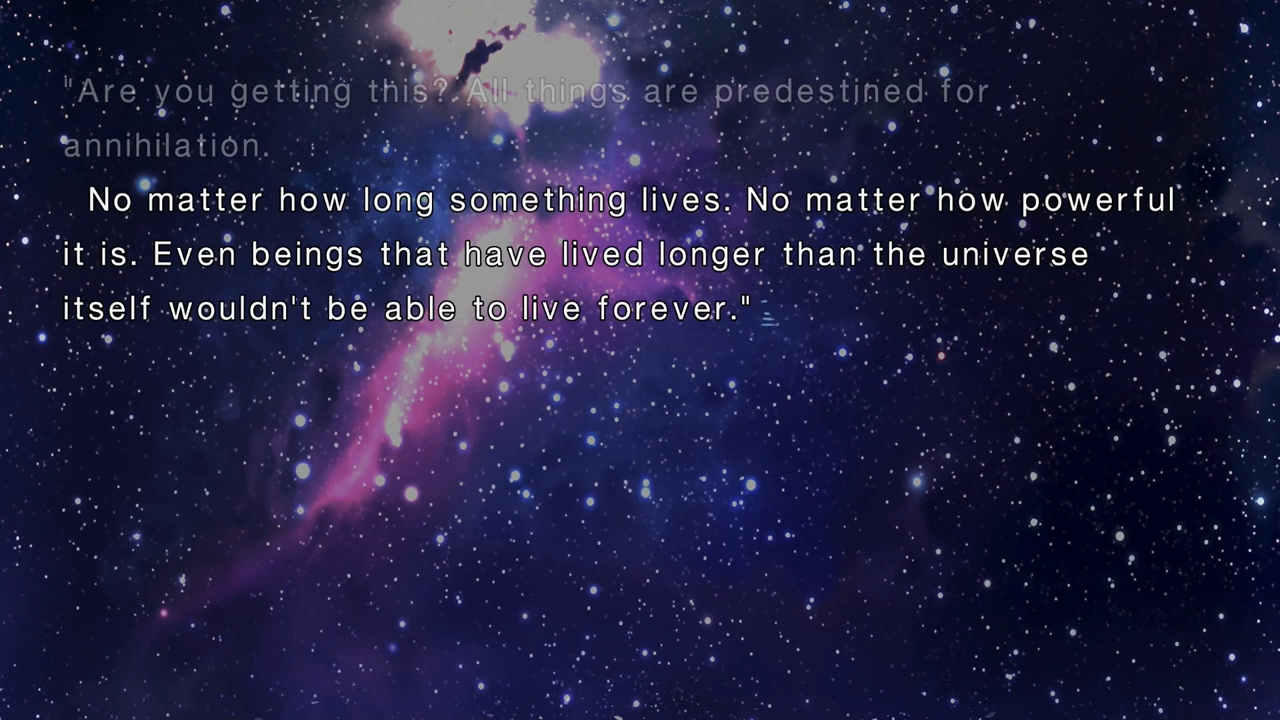 "Are you getting this? All things are predestined for
annihilation.
No matter how long something lives. No matter how powerful
it is. Even beings that have lived longer than the universe
itself wouldn't be able to live forever."